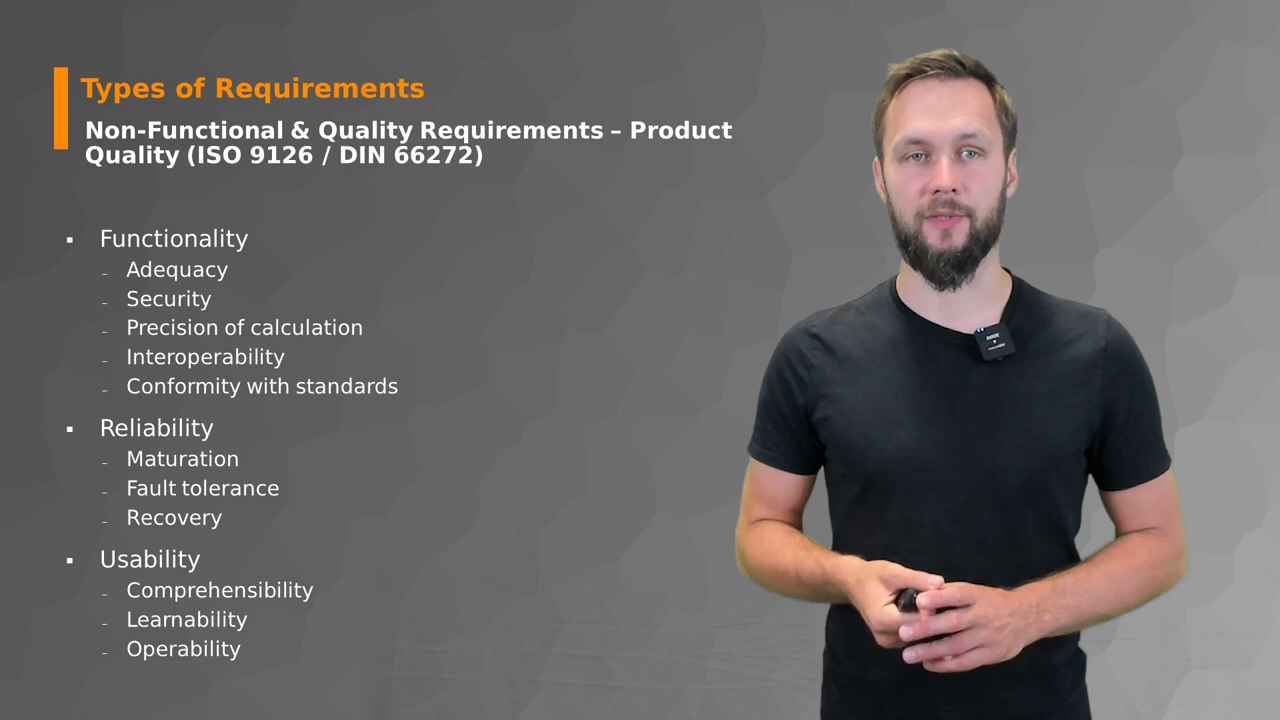 Types of Requirements
Non-Functional & Quality Requirements – Product
Quality (ISO 9126 / DIN 66272)
▪ Functionality
– Adequacy
– Security
– Precision of calculation
– Interoperability
– Conformity with standards
▪ Reliability
– Maturation
– Fault tolerance
– Recovery
▪ Usability
– Comprehensibility
– Learnability
– Operability